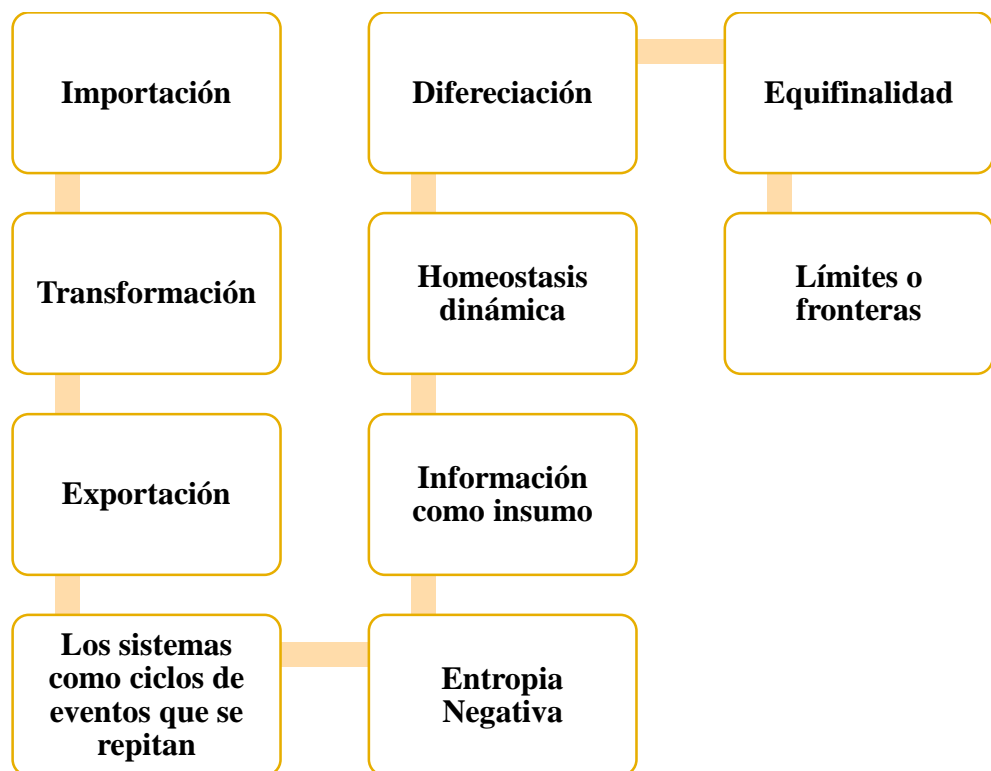 Importación
Transformación
Exportación
Los sistemas
como ciclos de
eventos que se
repitan
Entropia
Negativa
Información
como insumo
Homeostasis
dinámica
Difereciación
Equifinalidad
Límites o
fronteras